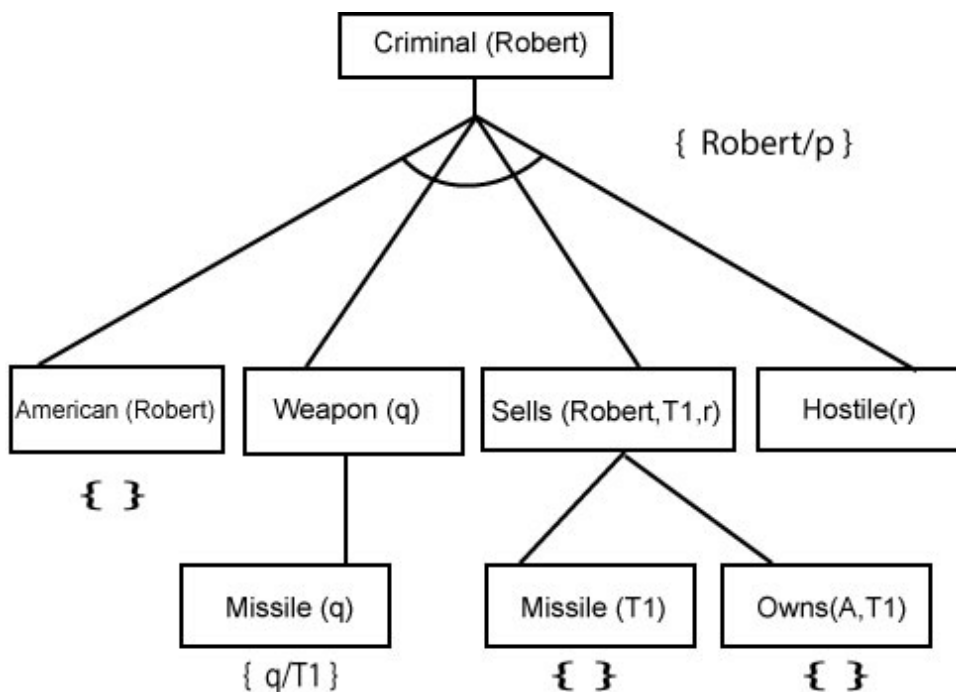 Criminal (Robert)
{ Robert/p }
American (Robert)
Weapon (q)
Sells (Robert,T1,r)
Hostile(r)
{ }
Missile (q)
Missile (T1)
Owns(A,T1)
{ q/T1 }
{ }
{ }